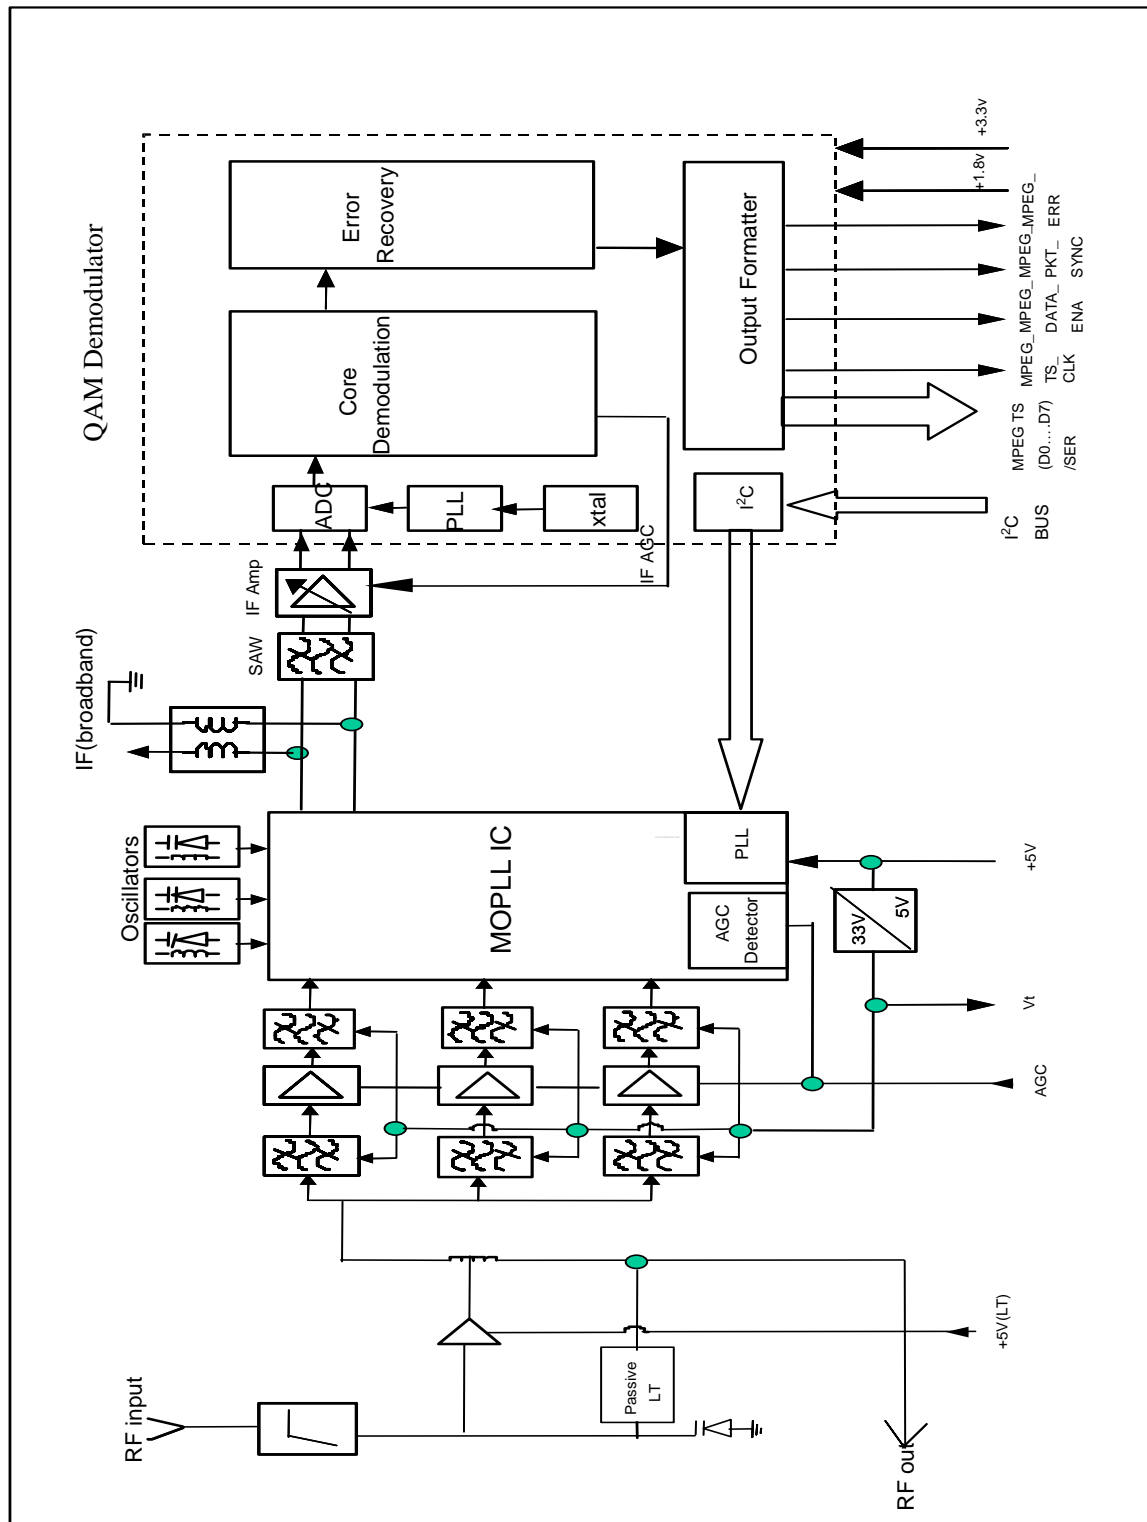 QAM Demodulator
Error
Recovery
Core
Demodulation
Output Formatter
ADC
PLL
xtal
I²C
IF Amp
IF AGC
SAW
IF(broadband)
Oscillators
MOPLL IC
PLL
AGC
Detector
33V
5V
+3.3v
+1.8v
MPEG_
ERR
MPEG_
PKT_
SYNC
MPEG_
DATA_
ENA
MPEG_
TS_
CLK
MPEG TS
(D0....D7)
/SER
I²C
BUS
+5V
Vt
AGC
+5V(LT)
RF input
Passive
LT
RF out